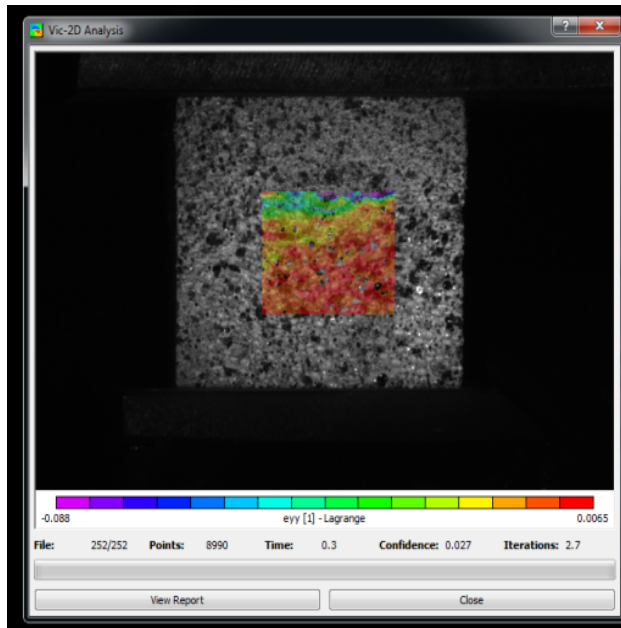 Vic-2D Analysis
-0.088 eyy [1] - Lagrange 0.0065
File: 252/252 Points: 8990 Time: 0.3 Confidence: 0.027 Iterations: 2.7
View Report Close